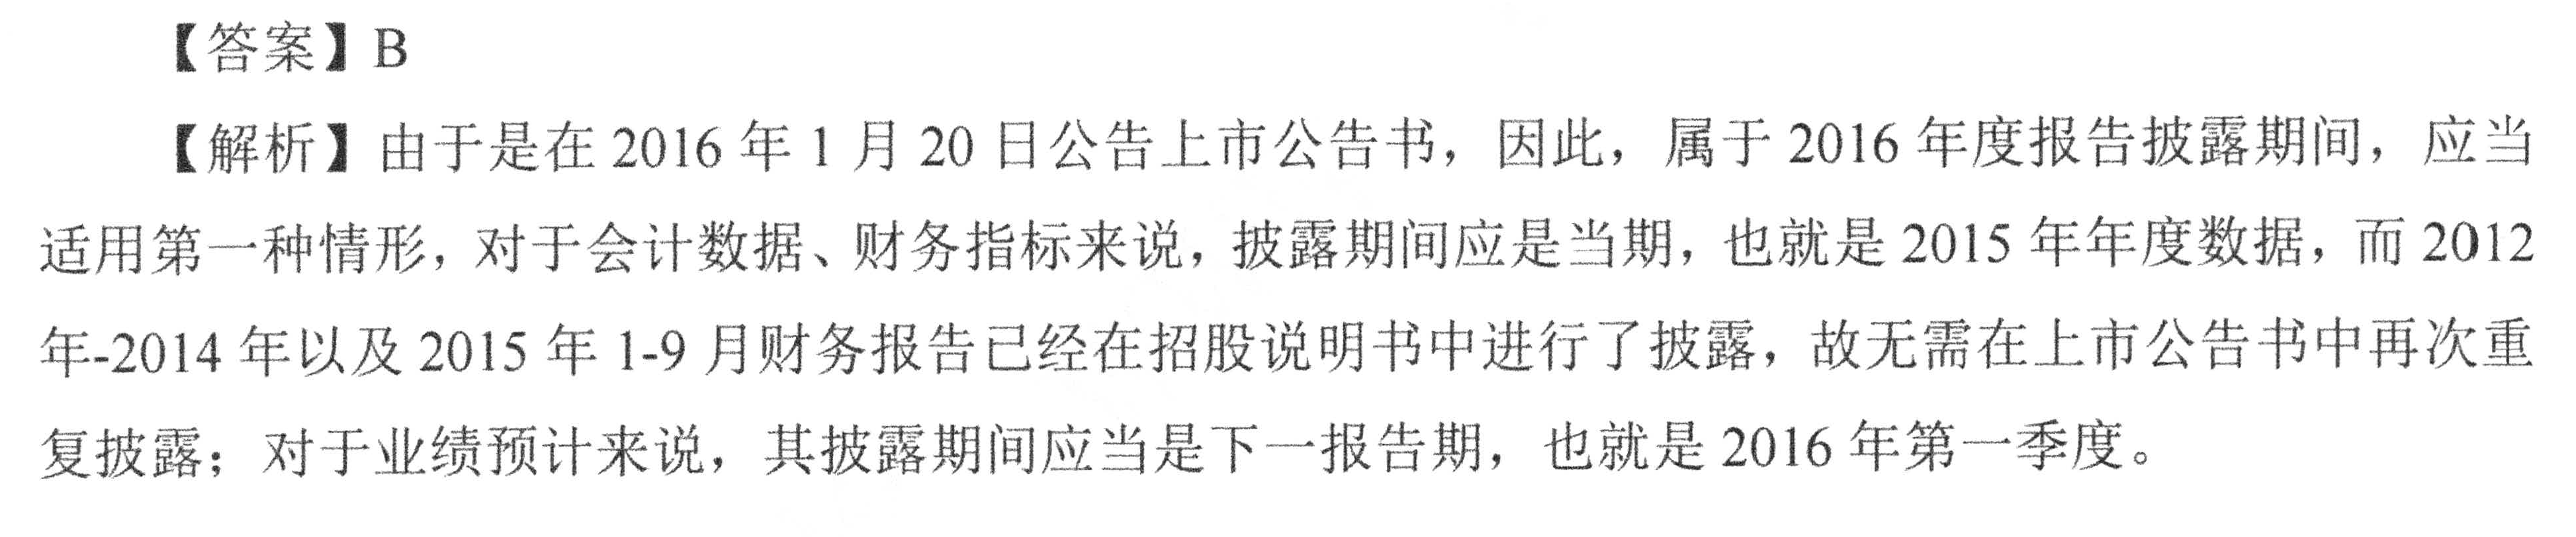 【答案】B
【解析】由于是在 2016 年 1 月 20 日公告上市公告书，因此，属于 2016 年度报告披露期间，应当
适用第一种情形，对于会计数据、财务指标来说，披露期间应是当期，也就是 2015 年年度数据，而 2012
年-2014 年以及 2015 年 1-9 月财务报告已经在招股说明书中进行了披露，故无需在上市公告书中再次重
复披露；对于业绩预计来说，其披露期间应当是下一报告期，也就是 2016 年第一季度。